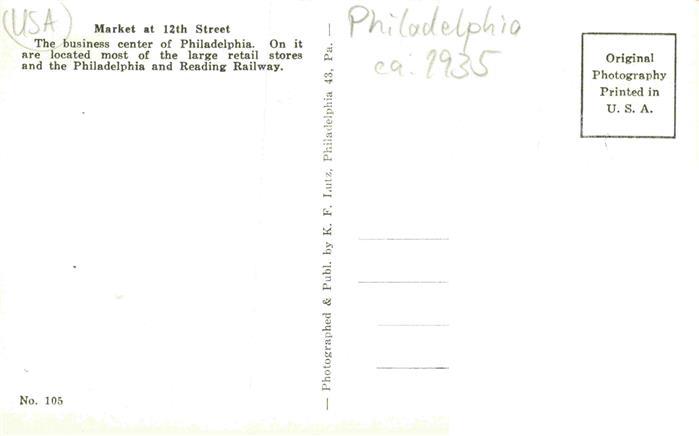 (USA)
Market at 12th Street
The business center of Philadelphia. On it
are located most of the large retail stores
and the Philadelphia and Reading Railway.
No. 105
— Photographed & Publ. by K. F. Lutz, Philadelphia 43, Pa. —
Philadelphia
ca. 1935
Original
Photography
Printed in
U. S. A.